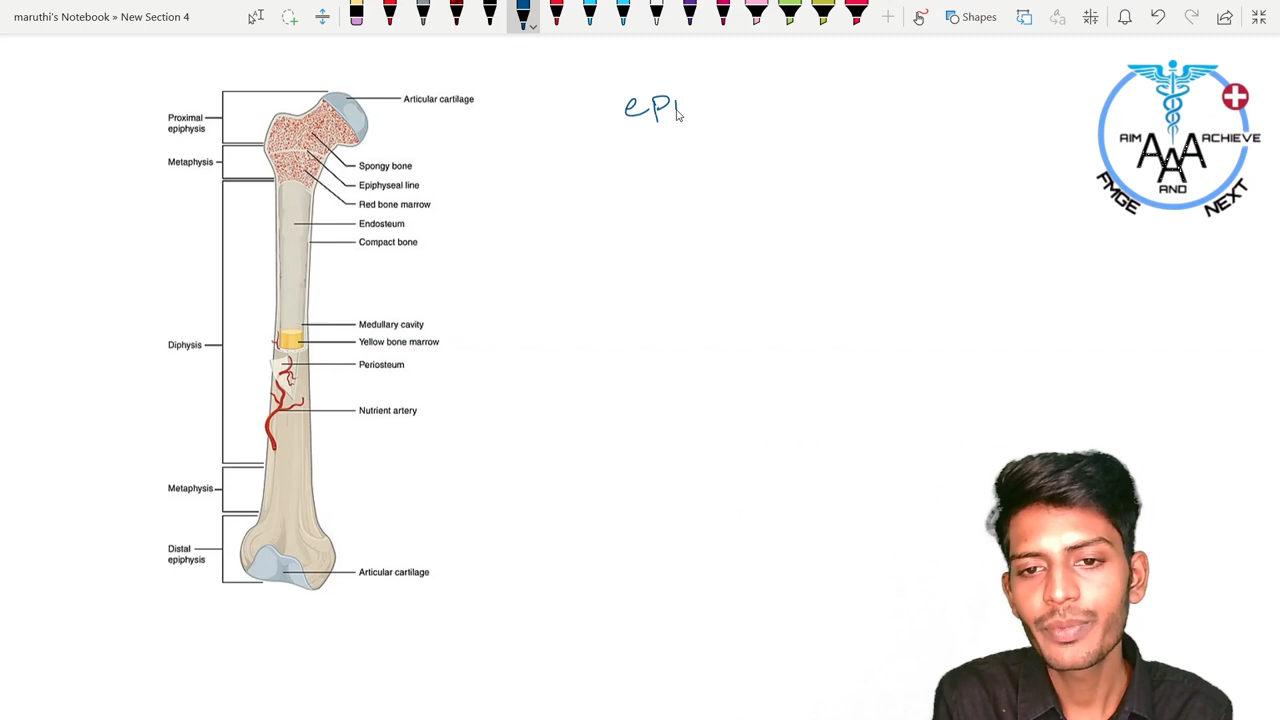 maruthi's Notebook » New Section 4
Shapes
Articular cartilage
Proximal
epiphysis
Metaphysis
Spongy bone
Epiphyseal line
Red bone marrow
Endosteum
Compact bone
Medullary cavity
Yellow bone marrow
Diphysis
Periosteum
Nutrient artery
Metaphysis
Distal
epiphysis
Articular cartilage
epi
AIM ACHIEVE
AAA
AND
FMGE NEXT